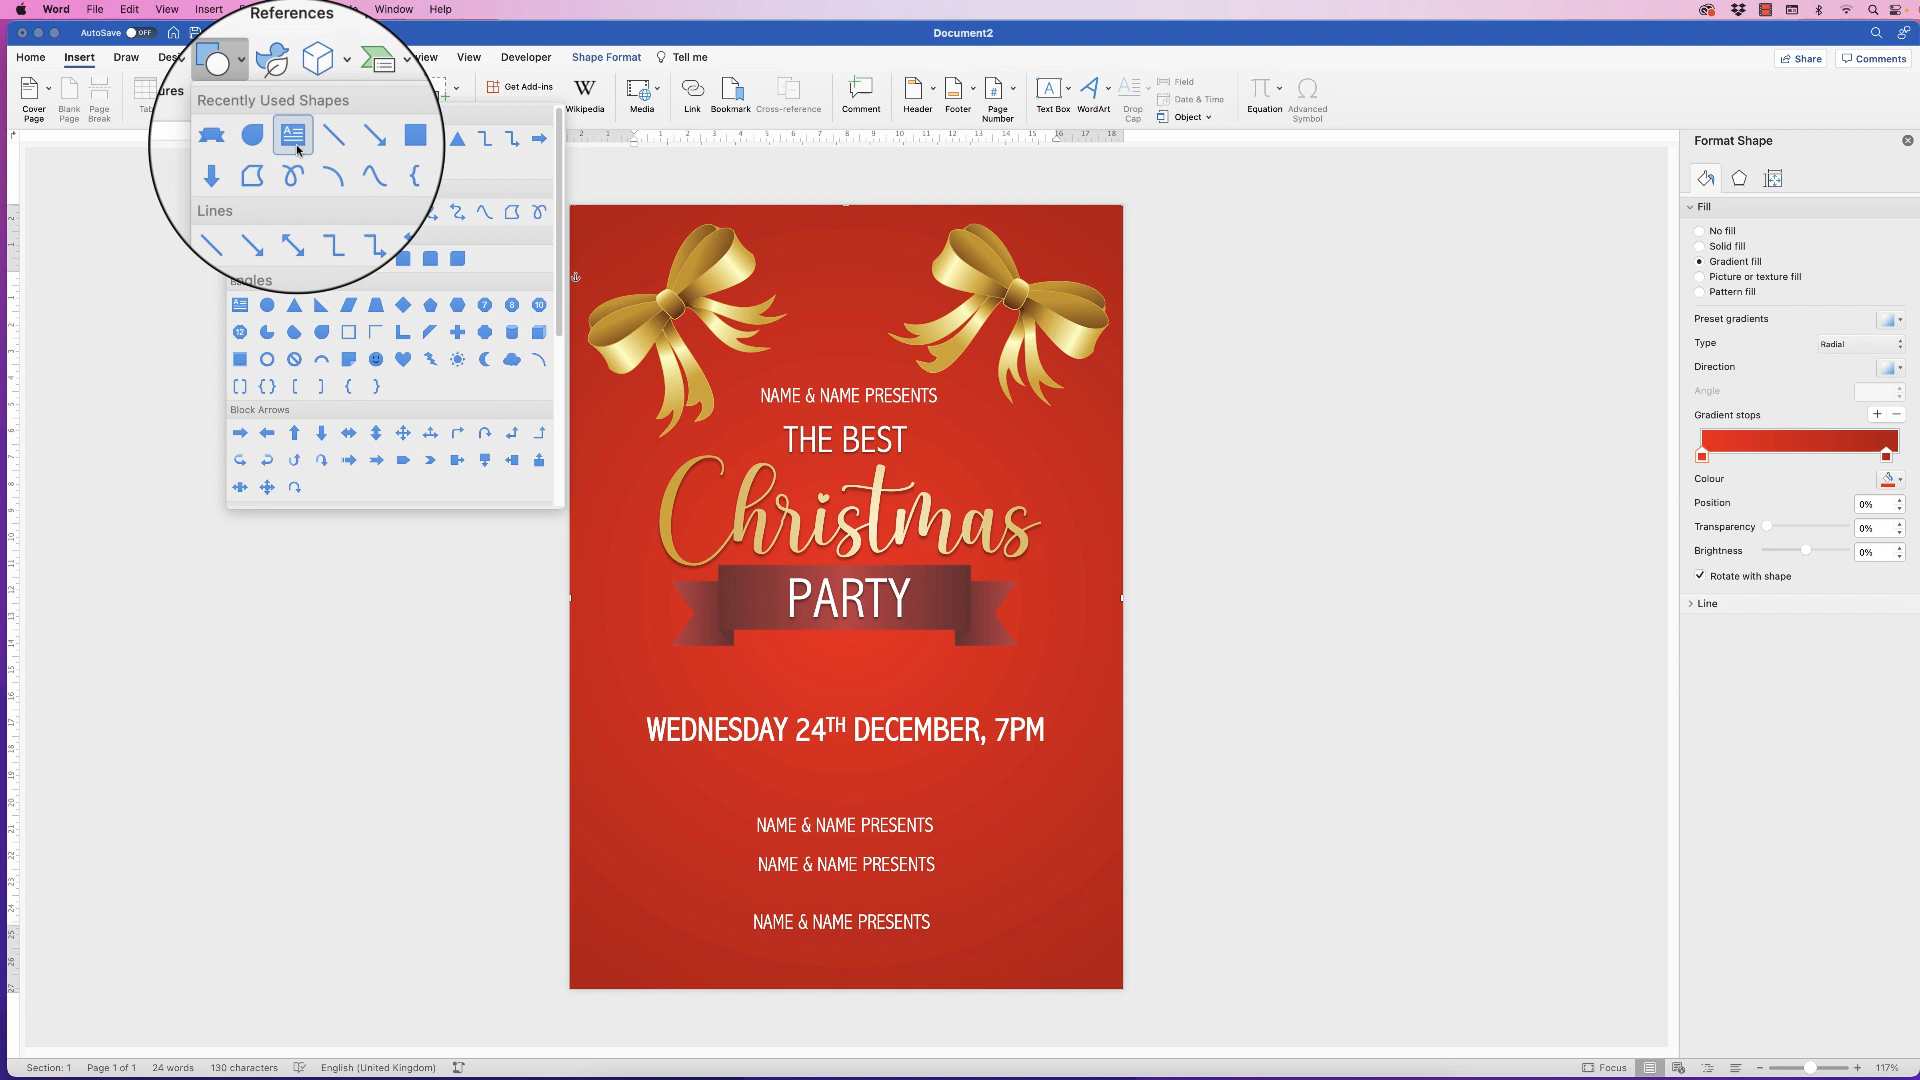 Word File Edit View Insert Window Help
References
AutoSave OFF
Document2
Home Insert Draw View Developer Shape Format Tell me
Share Comments
Cover Page
Blank Page
Page Break
Get Add-ins
Wikipedia
Media
Link
Bookmark
Cross-reference
Comment
Header
Footer
Page Number
Text Box
WordArt
Drop Cap
Field
Date & Time
Object
Equation
Advanced Symbol
Recently Used Shapes
Lines
Block Arrows
NAME & NAME PRESENTS
THE BEST
Christmas
PARTY
WEDNESDAY 24TH DECEMBER, 7PM
NAME & NAME PRESENTS
NAME & NAME PRESENTS
NAME & NAME PRESENTS
Format Shape
Fill
No fill
Solid fill
Gradient fill
Picture or texture fill
Pattern fill
Preset gradients
Type Radial
Direction
Angle
Gradient stops
Colour
Position 0%
Transparency 0%
Brightness 0%
Rotate with shape
Line
Section: 1 Page 1 of 1 24 words 130 characters English (United Kingdom) Focus 117%